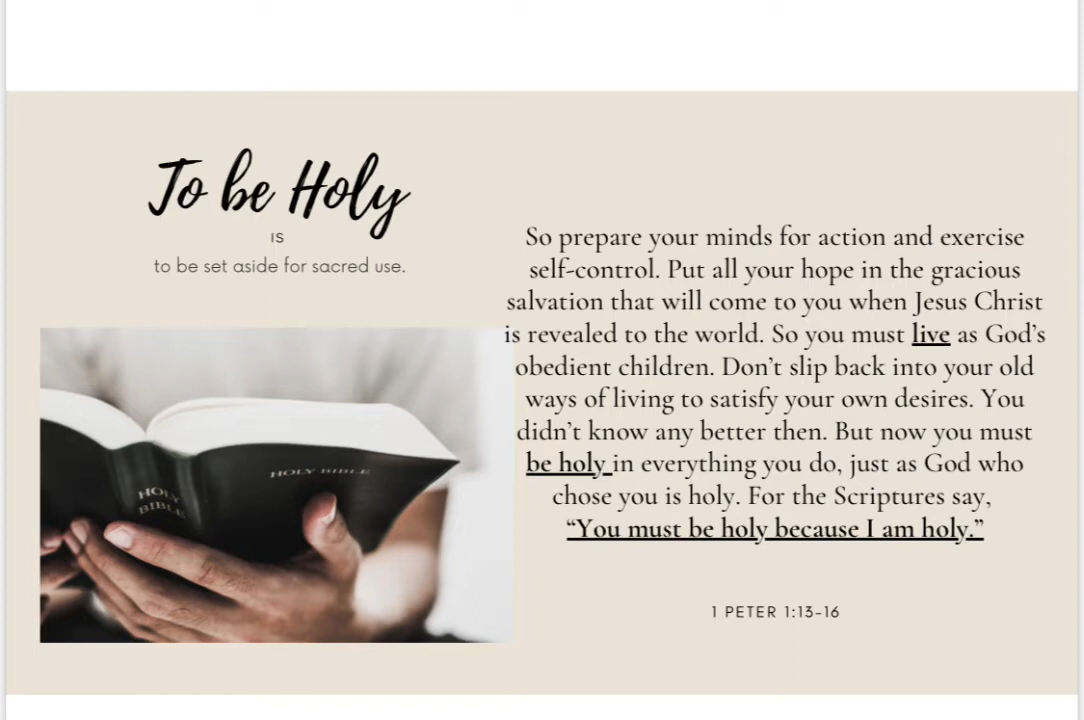 To be Holy
IS
to be set aside for sacred use.
HOLY BIBLE
HOLY
BIBLE
So prepare your minds for action and exercise
self-control. Put all your hope in the gracious
salvation that will come to you when Jesus Christ
is revealed to the world. So you must live as God’s
obedient children. Don’t slip back into your old
ways of living to satisfy your own desires. You
didn’t know any better then. But now you must
be holy in everything you do, just as God who
chose you is holy. For the Scriptures say,
“You must be holy because I am holy.”
1 PETER 1:13-16